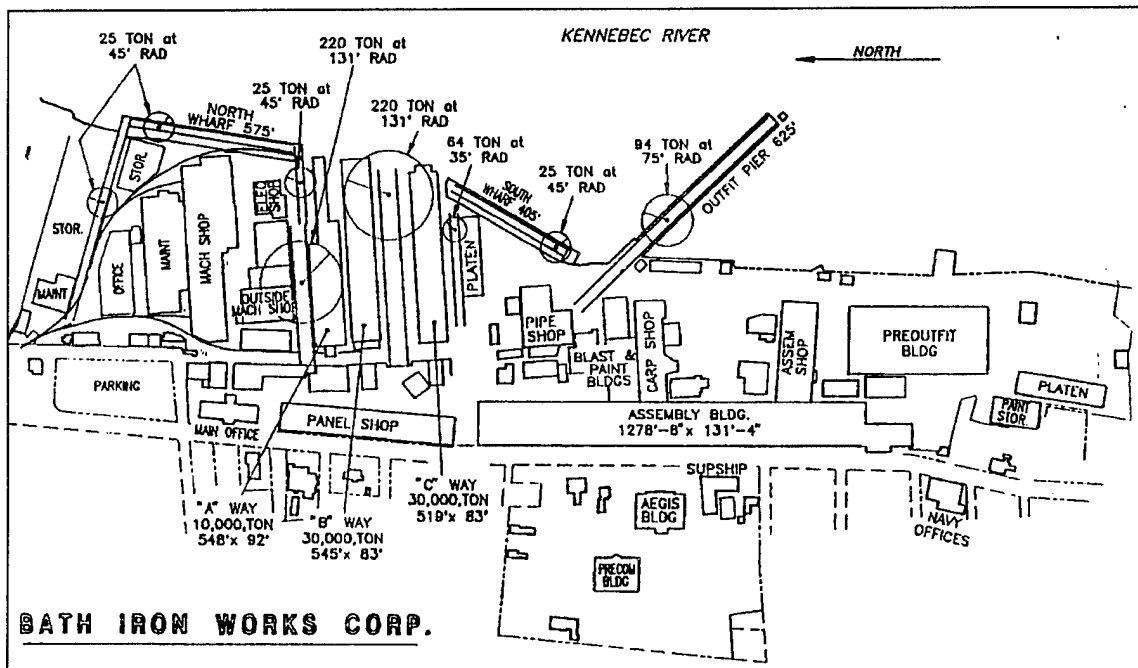 KENNEBEC RIVER
NORTH
25 TON at
45' RAD
220 TON at
131' RAD
25 TON at
45' RAD
220 TON at
131' RAD
64 TON at
35' RAD
25 TON at
45' RAD
94 TON at
75' RAD
NORTH
WHARF 575'
SOUTH
WHARF 405'
OUTFIT PIER 625'
STOR.
STOR.
MAINT
OFFICE
MAINT
MACH SHOP
ELEC
SHOP
OUTSIDE
MACH SHOP
PLATEN
PIPE
SHOP
BLAST &
PAINT
BLDGS
CARP SHOP
ASSEM
SHOP
PREOUTFIT
BLDG
PLATEN
PAINT
STOR.
PARKING
MAIN OFFICE
PANEL SHOP
ASSEMBLY BLDG.
1278'-8" x 131'-4"
"A" WAY
10,000,TON
548'x 92'
"B" WAY
30,000,TON
545'x 83'
"C" WAY
30,000,TON
519'x 83'
SUPSHIP
AEGIS
BLDG
PRECOM
BLDG
NAVY
OFFICES
BATH IRON WORKS CORP.